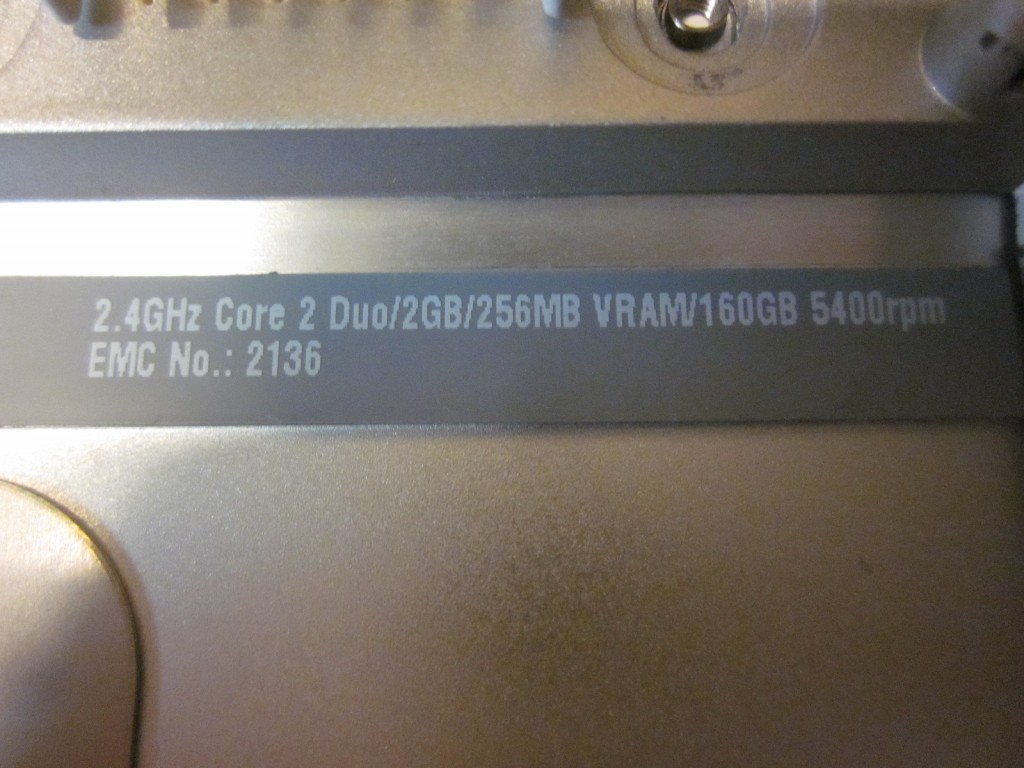 2.4GHz Core 2 Duo/2GB/256MB VRAM/160GB 5400rpm
EMC No.: 2136